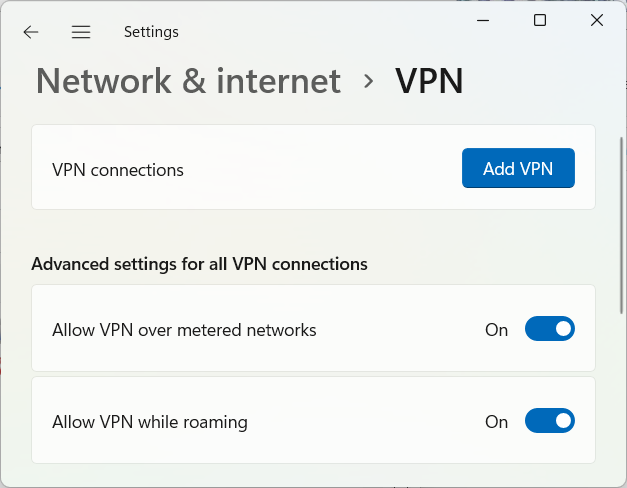 Settings
Network & internet > VPN
VPN connections
Add VPN
Advanced settings for all VPN connections
Allow VPN over metered networks
On
Allow VPN while roaming
On